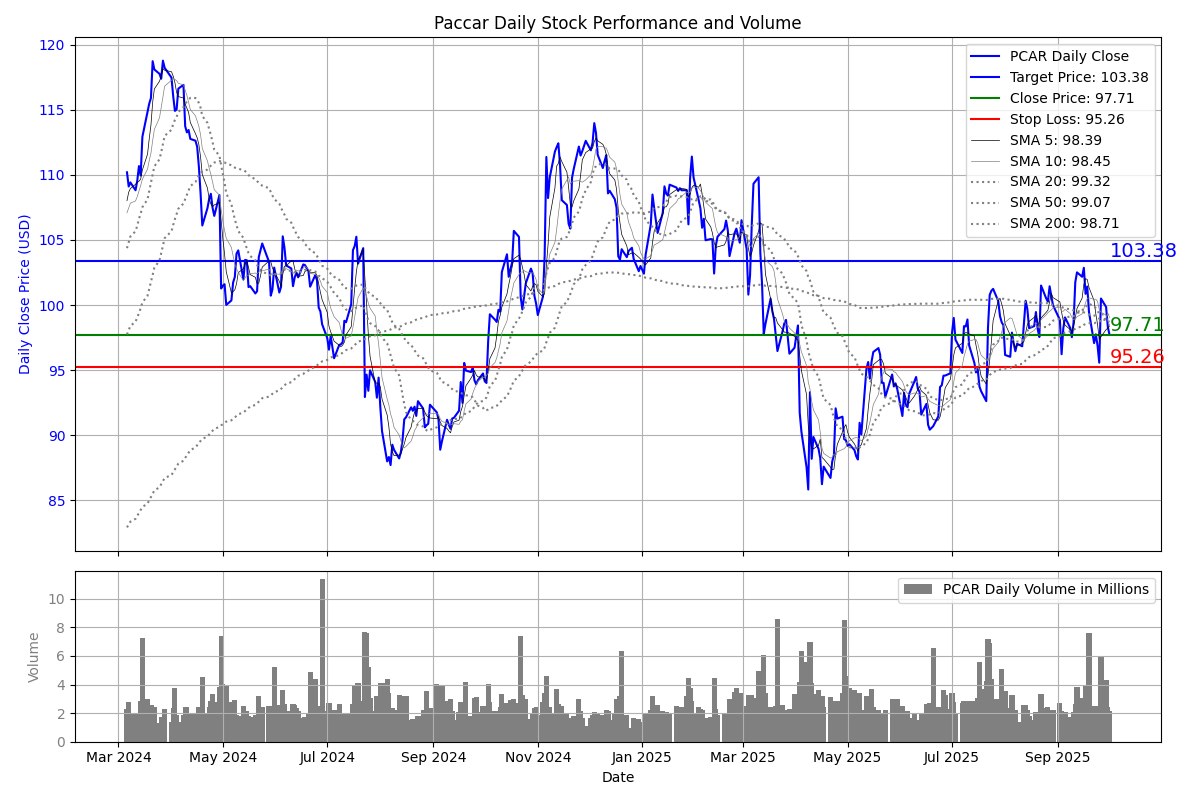 Paccar Daily Stock Performance and Volume
120
115
110
105
100
95
90
85
Daily Close Price (USD)
PCAR Daily Close
Target Price: 103.38
Close Price: 97.71
Stop Loss: 95.26
SMA 5: 98.39
SMA 10: 98.45
SMA 20: 99.32
SMA 50: 99.07
SMA 200: 98.71
103.38
97.71
95.26
10
8
6
4
2
0
Volume
PCAR Daily Volume in Millions
Mar 2024 May 2024 Jul 2024 Sep 2024 Nov 2024 Jan 2025 Mar 2025 May 2025 Jul 2025 Sep 2025
Date